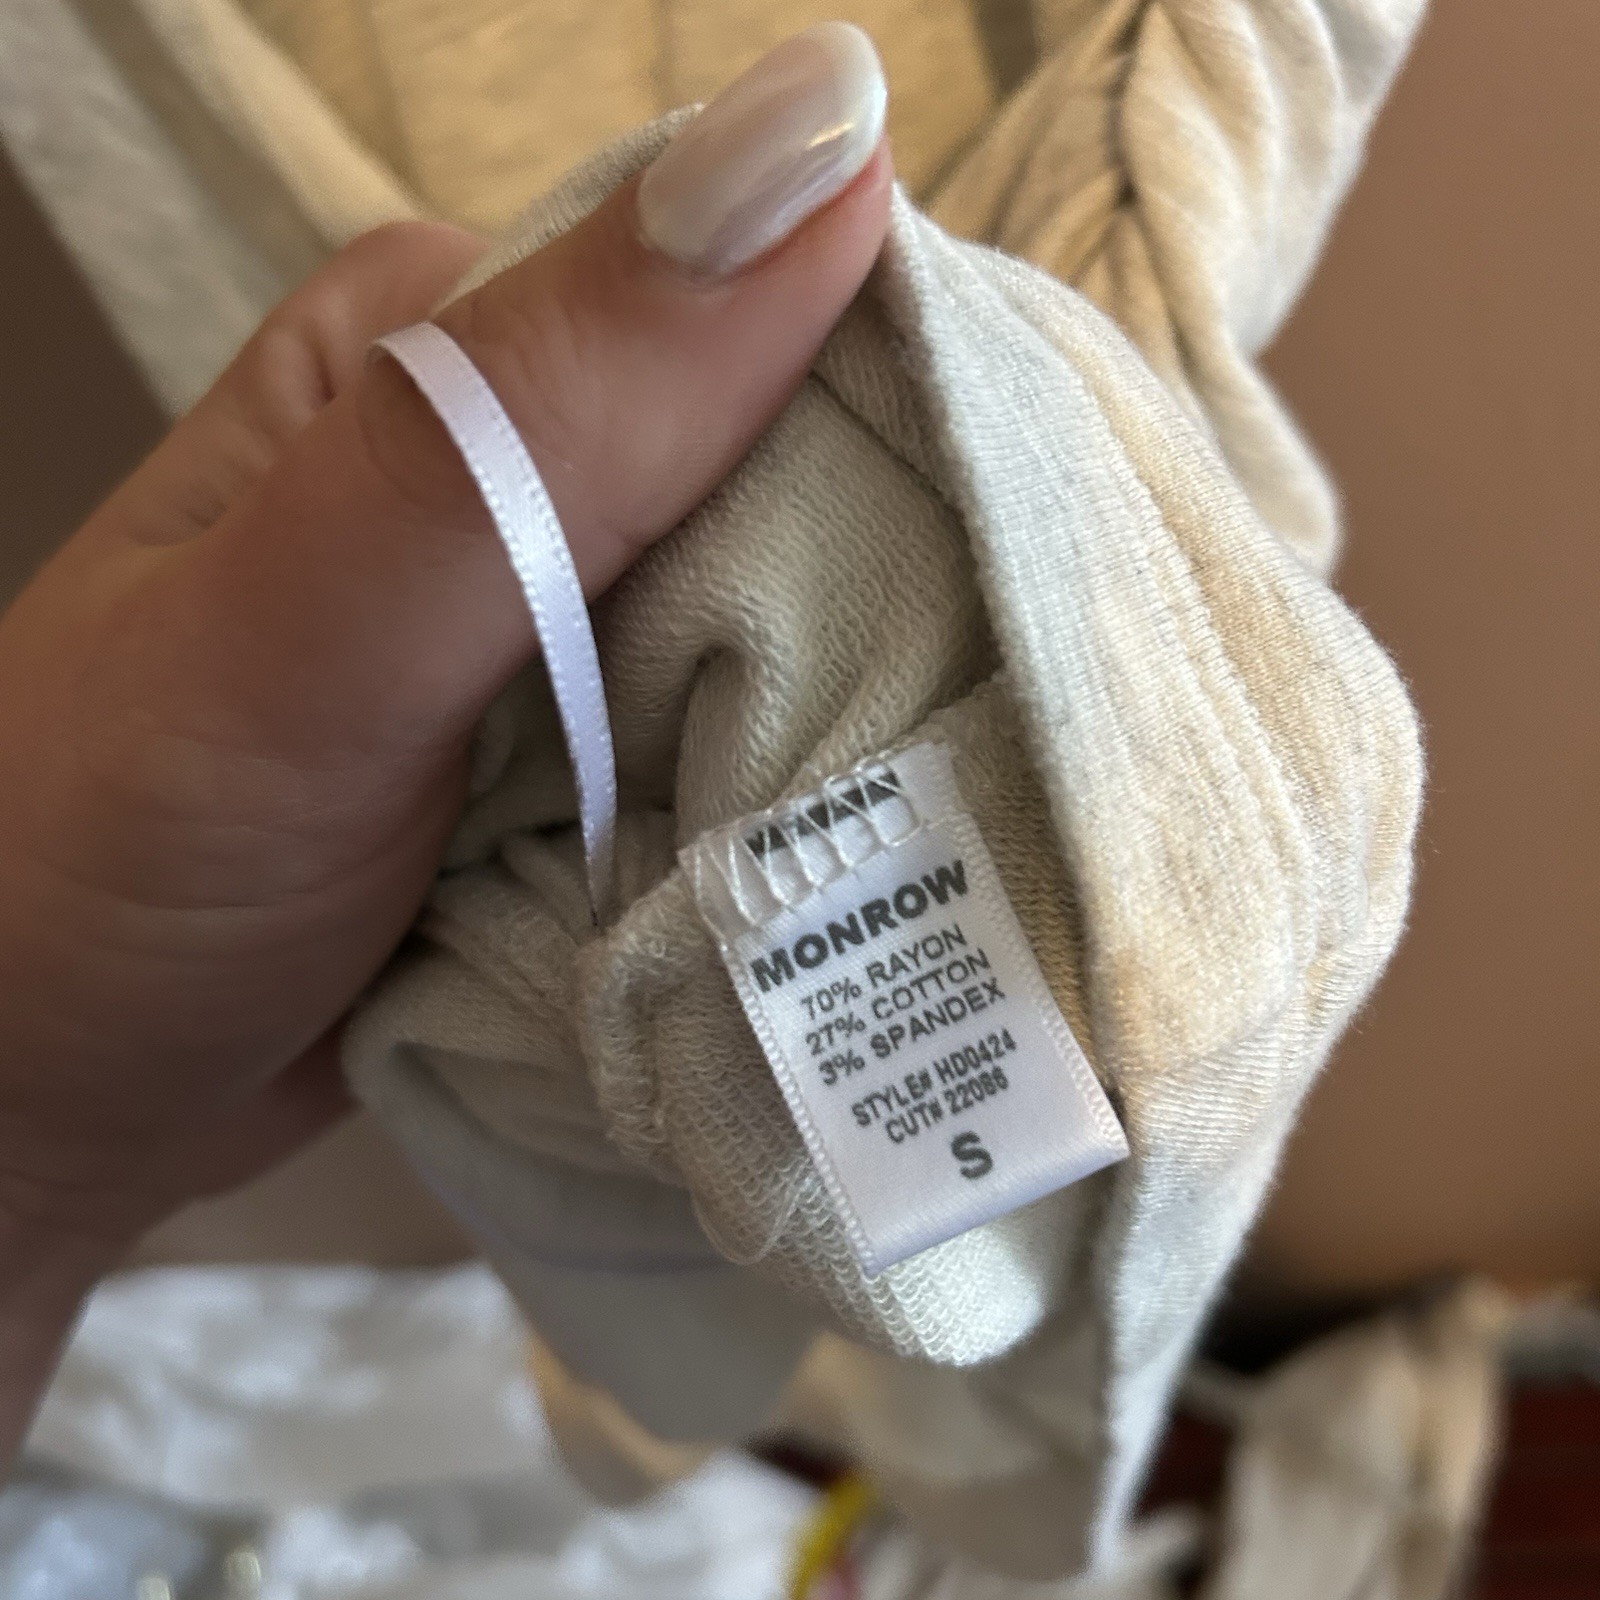 MONROW
70% RAYON
27% COTTON
3% SPANDEX
STYLE# HD0424
CUT# 22086
S